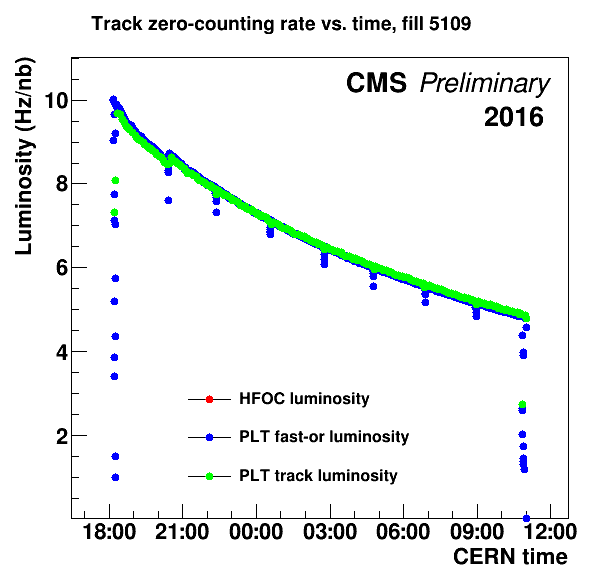 Track zero-counting rate vs. time, fill 5109
Luminosity (Hz/nb)
CMS Preliminary
2016
10
8
6
4
2
HFOC luminosity
PLT fast-or luminosity
PLT track luminosity
18:00 21:00 00:00 03:00 06:00 09:00 12:00
CERN time